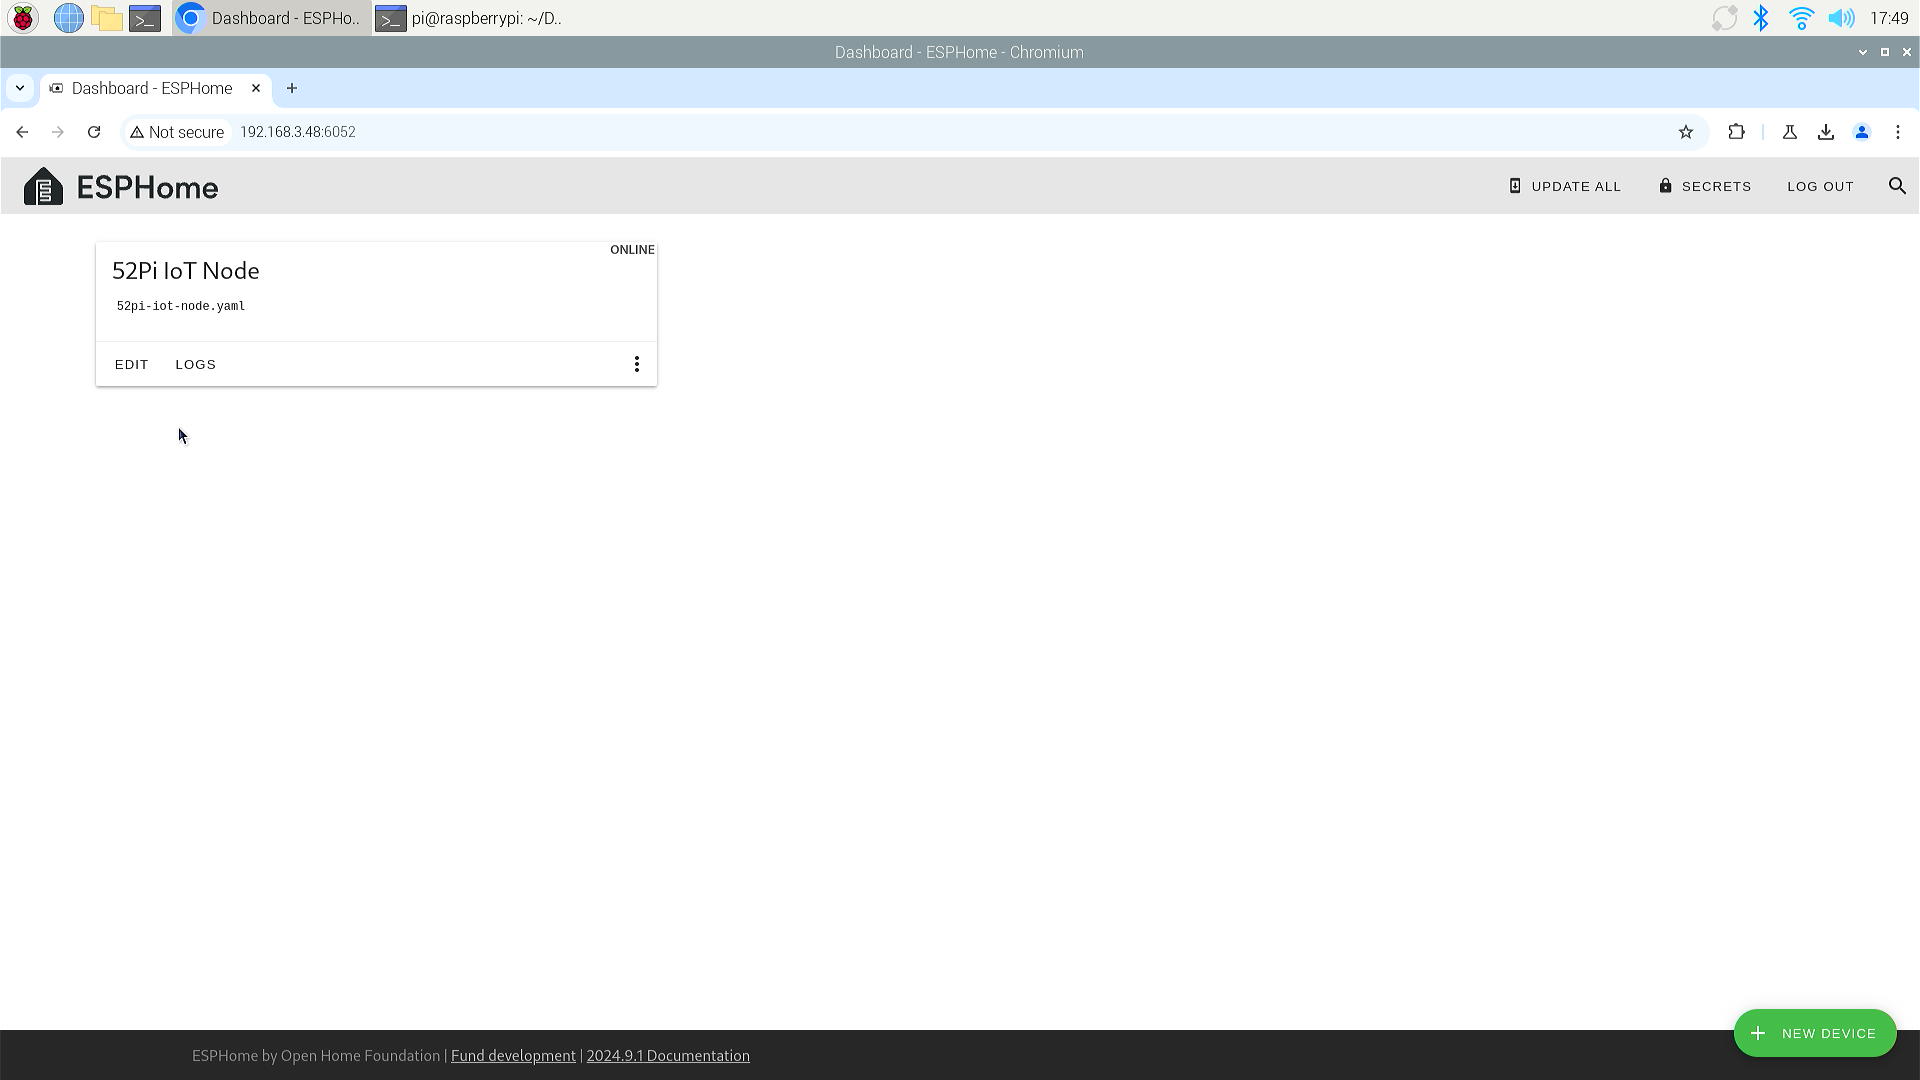 Dashboard - ESPHo..
pi@raspberrypi: ~/D..
17:49
Dashboard - ESPHome - Chromium
Dashboard - ESPHome
Not secure
192.168.3.48:6052
ESPHome
UPDATE ALL
SECRETS
LOG OUT
ONLINE
52Pi IoT Node
52pi-iot-node.yaml
EDIT
LOGS
NEW DEVICE
ESPHome by Open Home Foundation | Fund development | 2024.9.1 Documentation